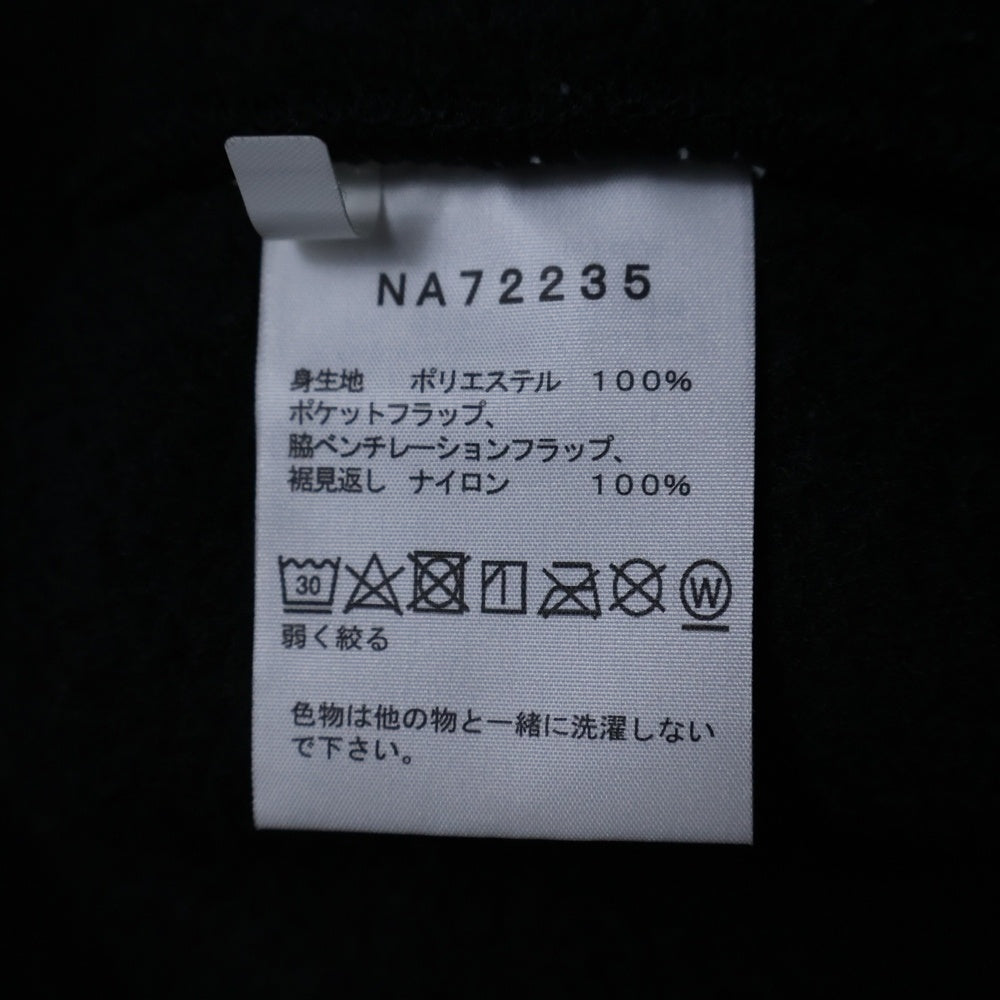 NA72235
身生地 ポリエステル 100%
ポケットフラップ、
脇ベンチレーションフラップ、
裾見返し ナイロン 100%
30 W
弱く絞る
色物は他の物と一緒に洗濯しない
で下さい。